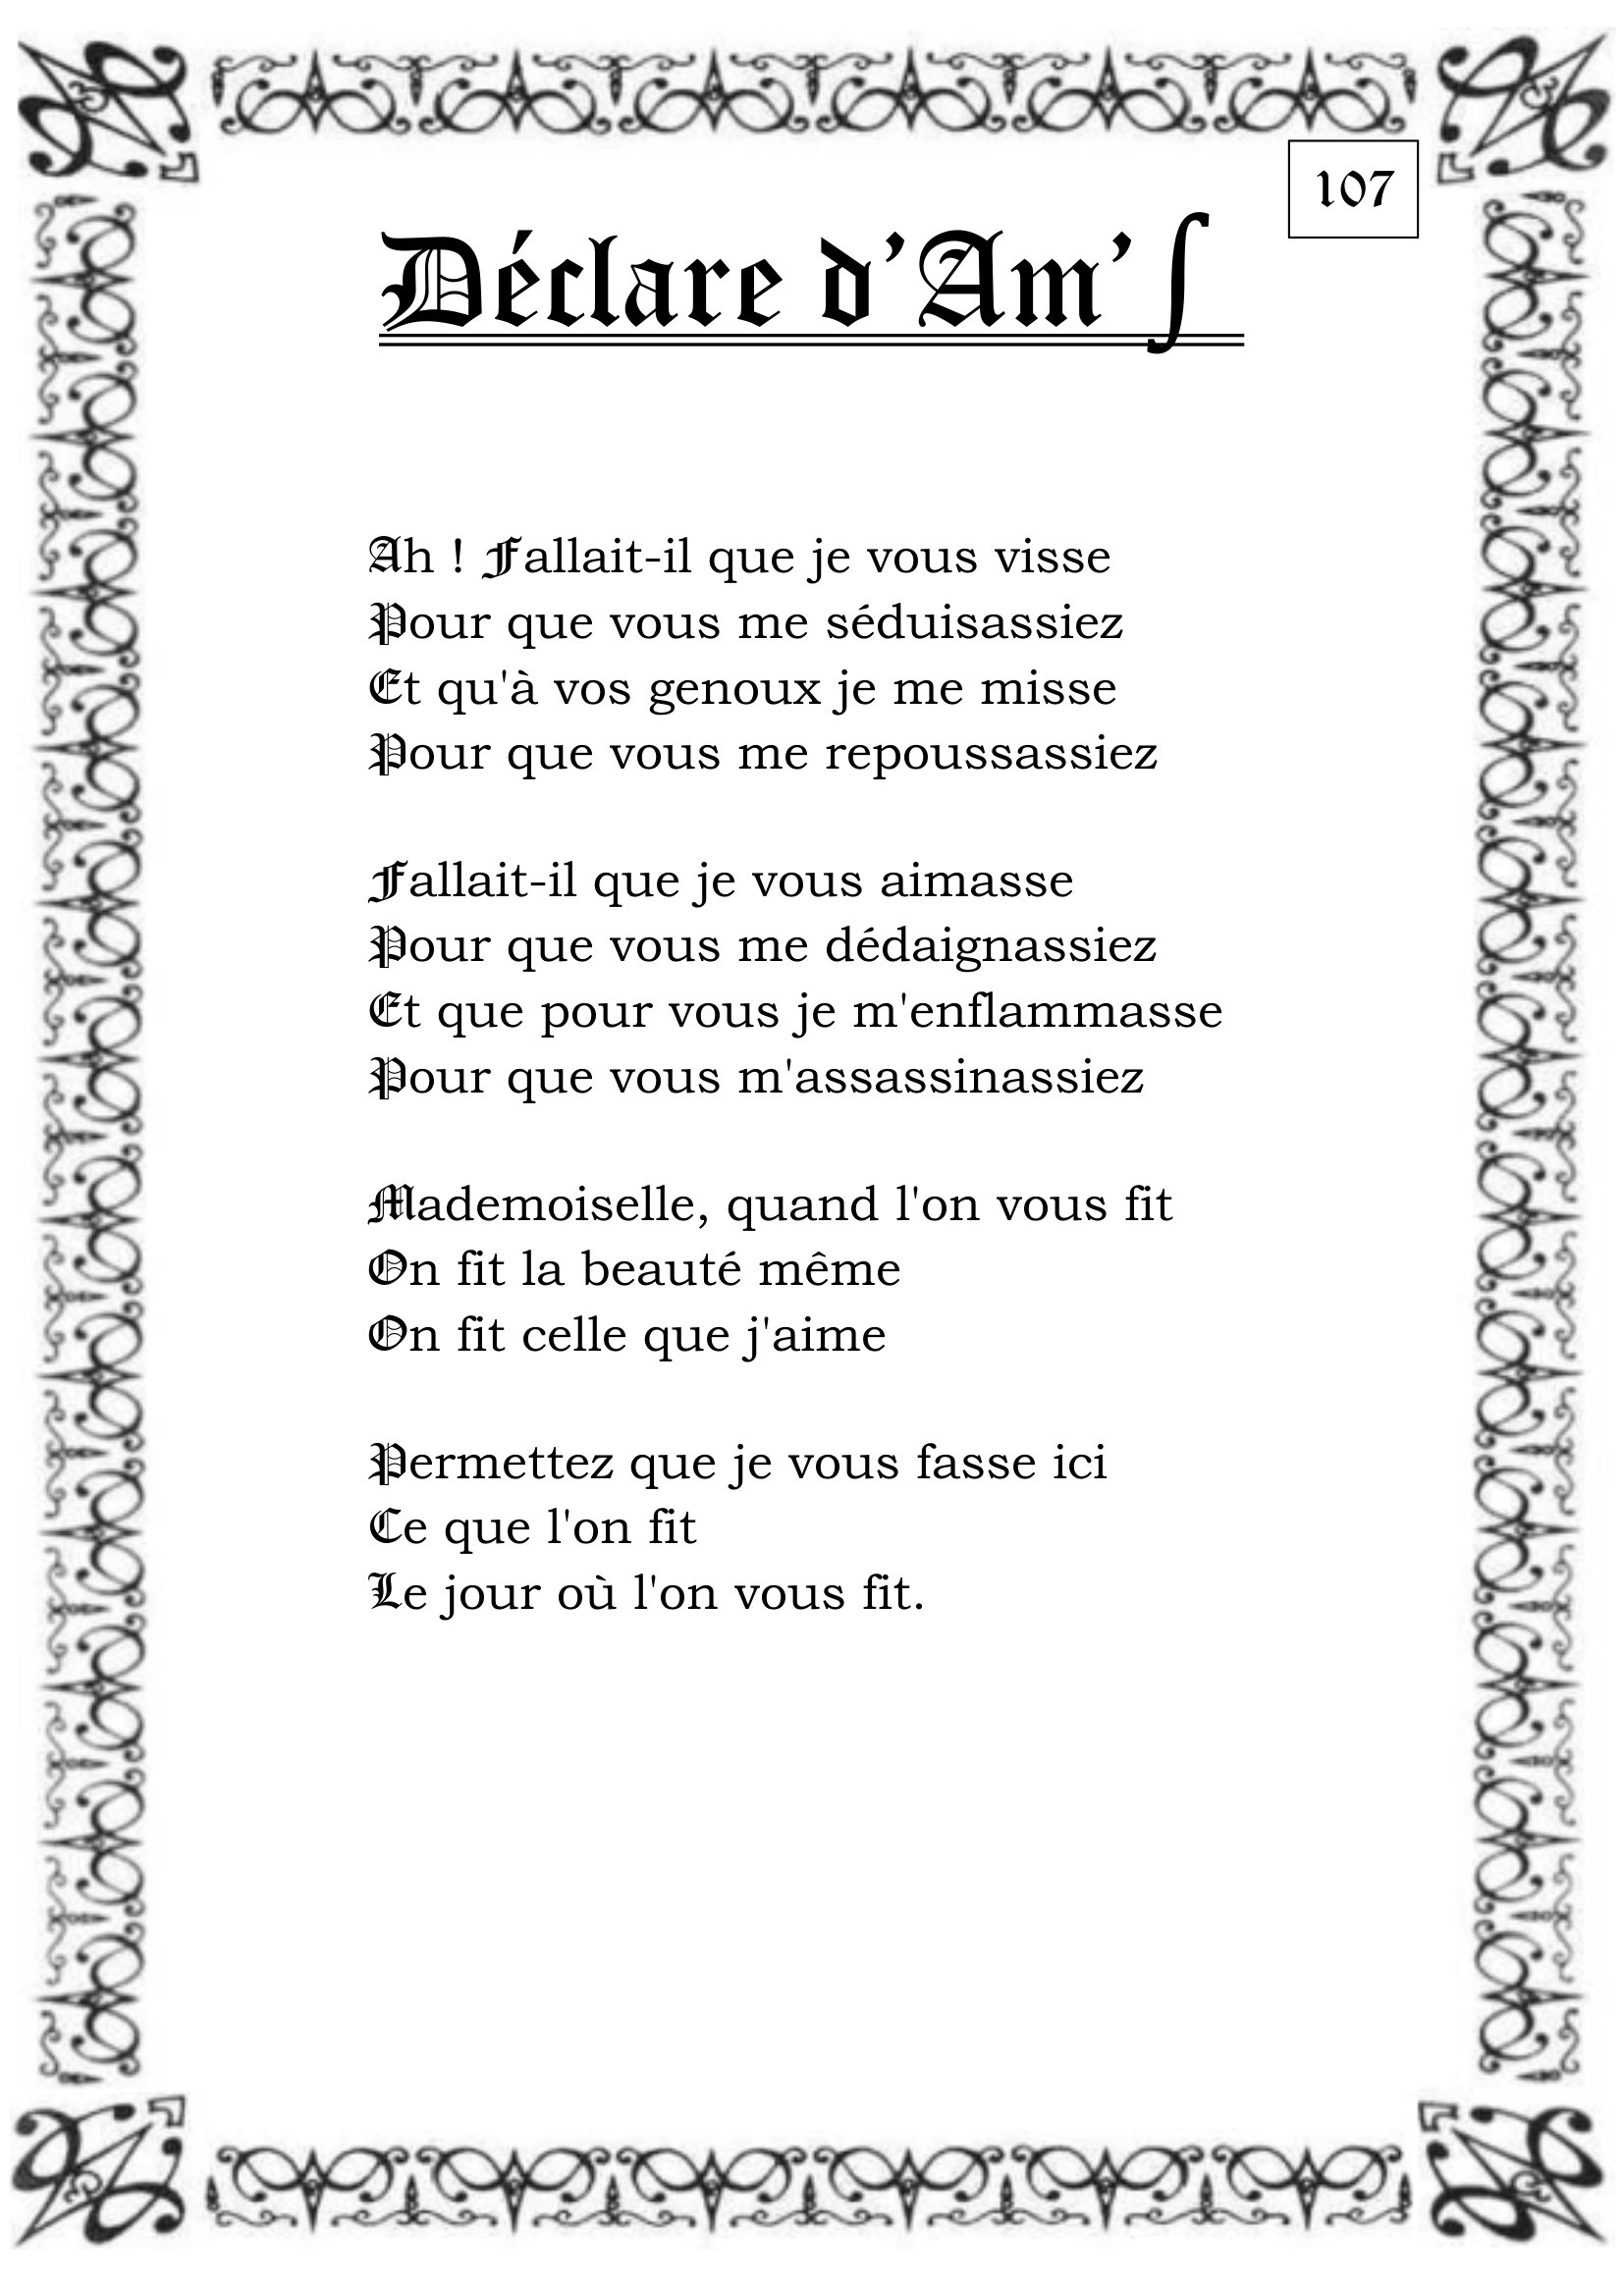 107
Déclare d’Am’ ∫
Ah ! Fallait-il que je vous visse
Pour que vous me séduisassiez
Et qu'à vos genoux je me misse
Pour que vous me repoussassiez
Fallait-il que je vous aimasse
Pour que vous me dédaignassiez
Et que pour vous je m'enflammasse
Pour que vous m'assassinassiez
Mademoiselle, quand l'on vous fit
On fit la beauté même
On fit celle que j'aime
Permettez que je vous fasse ici
Ce que l'on fit
Le jour où l'on vous fit.